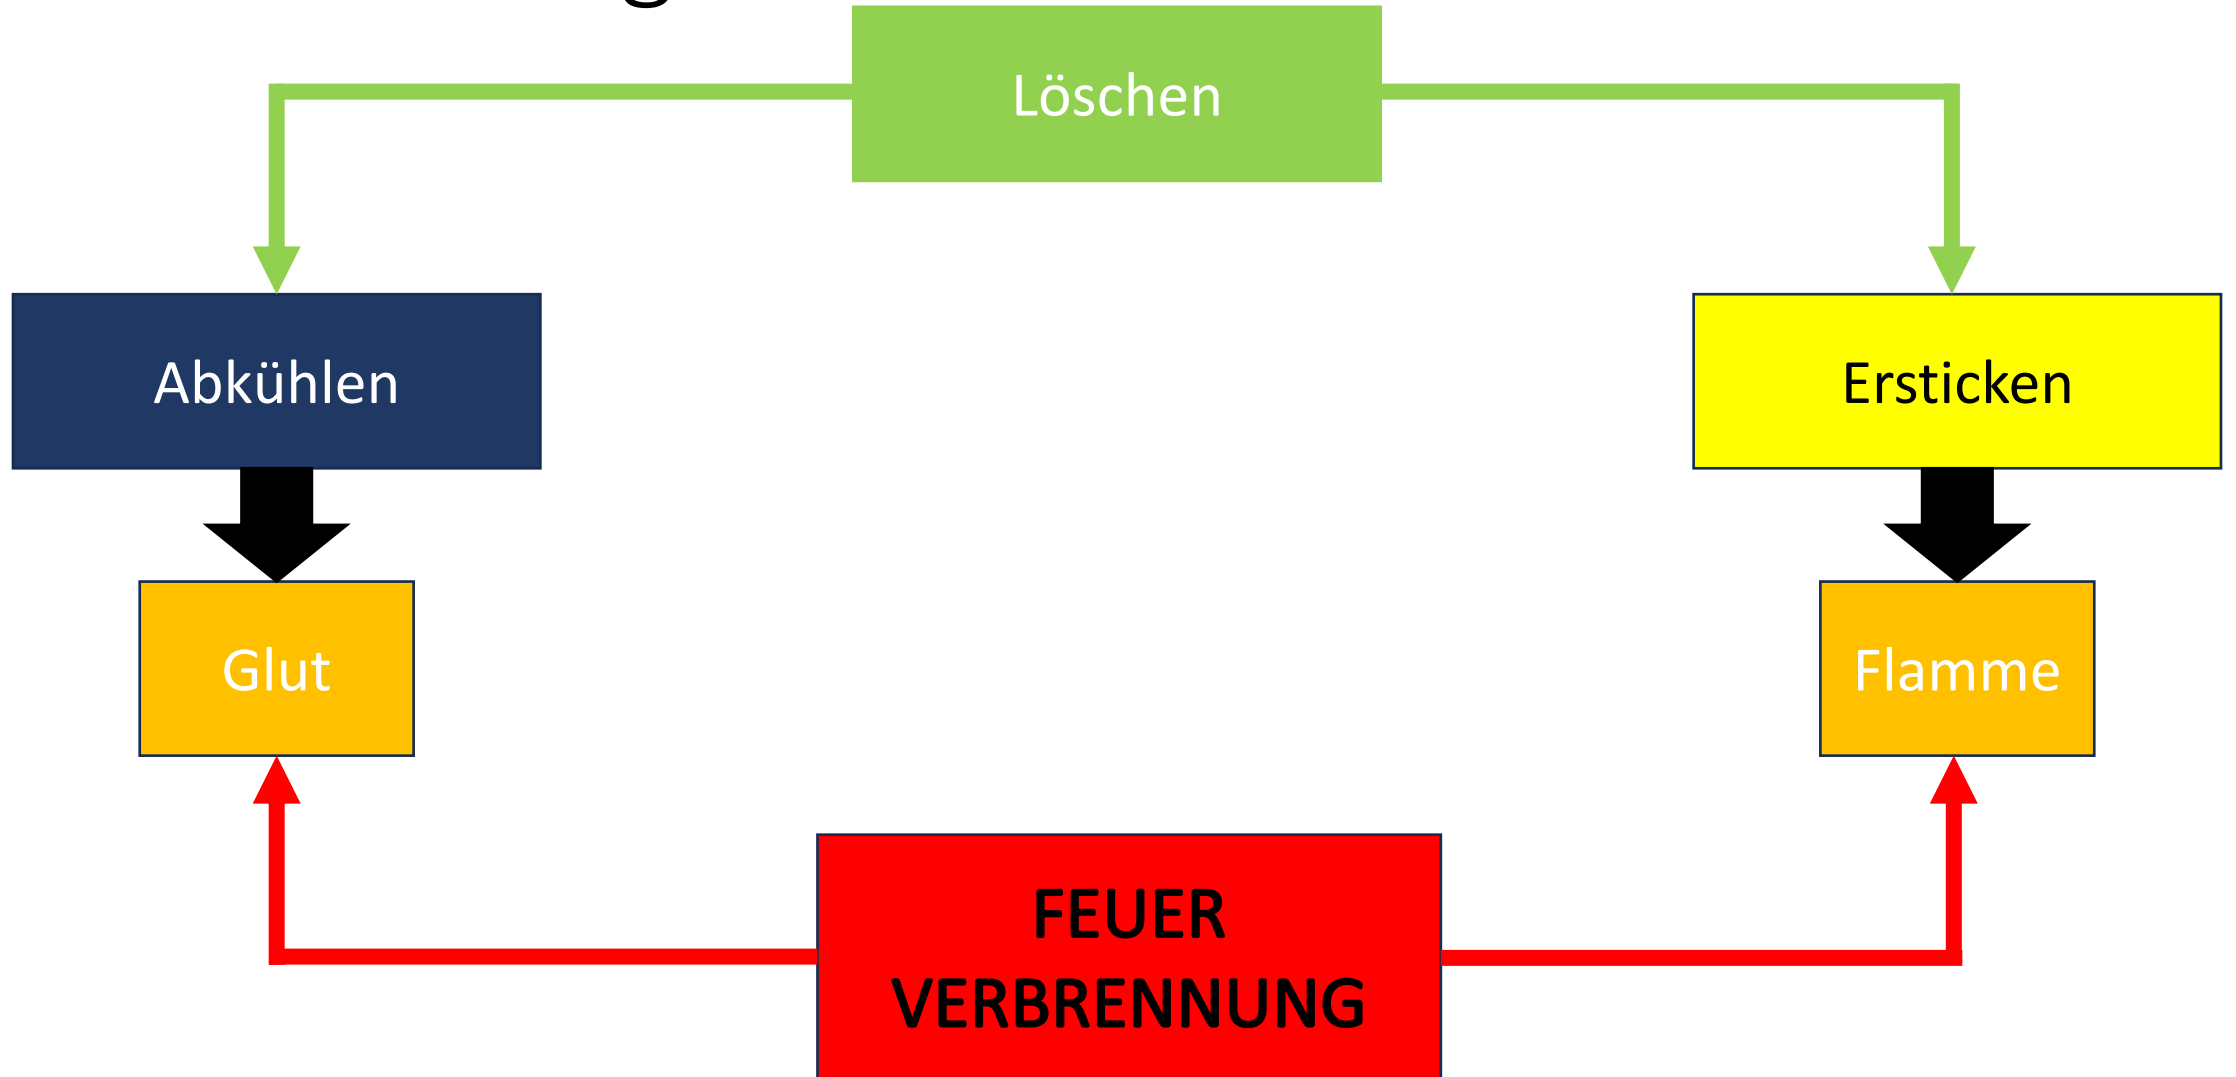 Löschen
Abkühlen
Ersticken
Glut
Flamme
FEUER
VERBRENNUNG